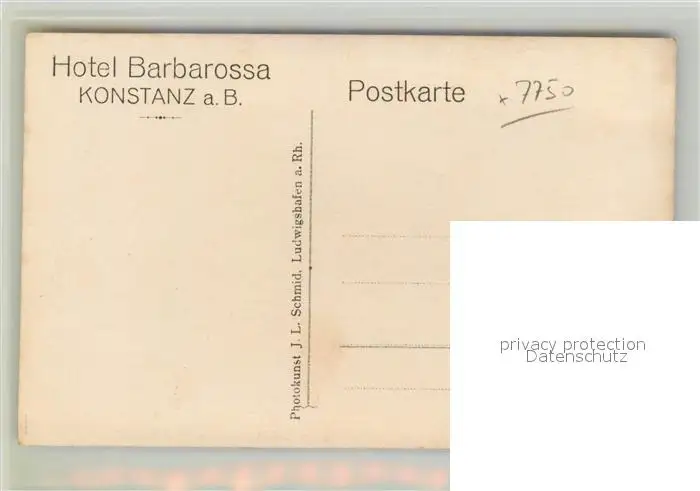 Hotel Barbarossa
KONSTANZ a. B.
Postkarte
x 7750
Photokunst J. L. Schmid, Ludwigshafen a. Rh.
privacy protection
Datenschutz